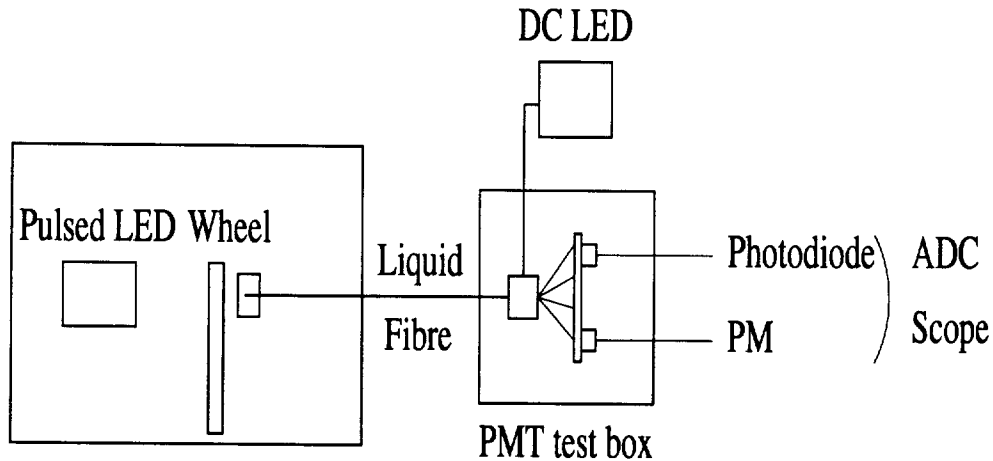 DC LED
Pulsed LED Wheel
Liquid
Fibre
Photodiode
ADC
PM
Scope
PMT test box